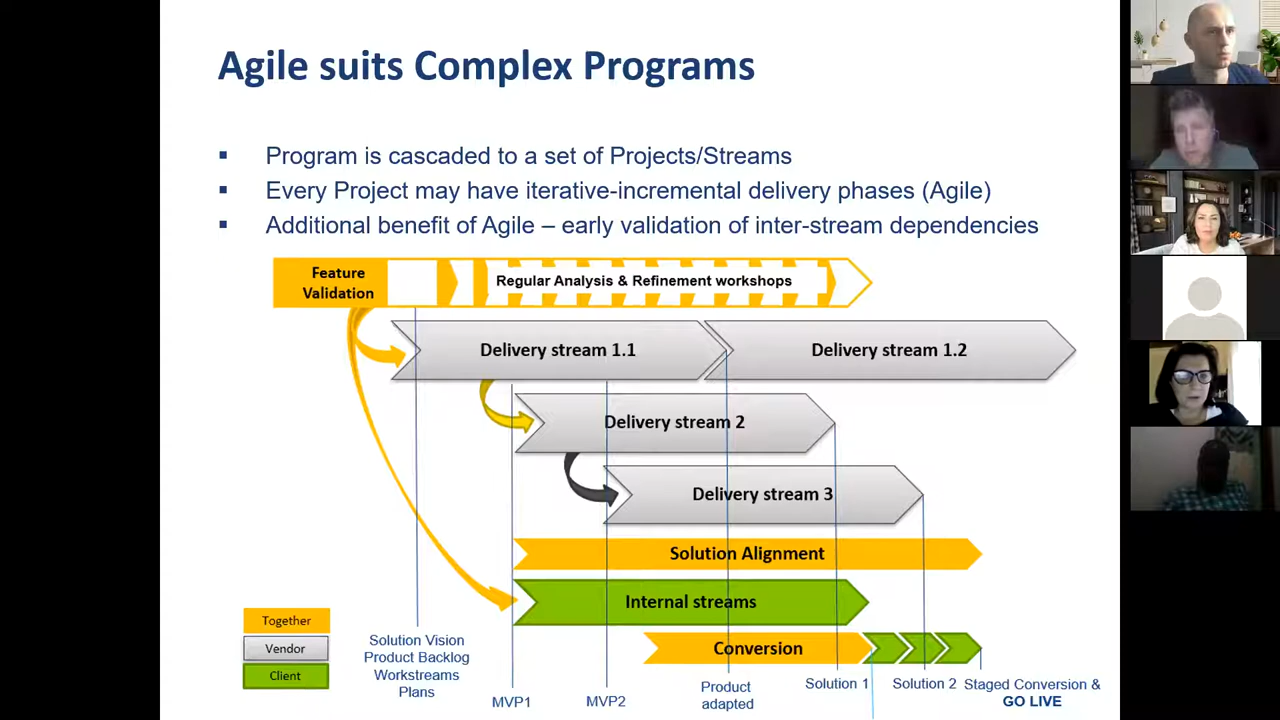 Agile suits Complex Programs
▪ Program is cascaded to a set of Projects/Streams
▪ Every Project may have iterative-incremental delivery phases (Agile)
▪ Additional benefit of Agile – early validation of inter-stream dependencies
Feature
Validation
Regular Analysis & Refinement workshops
Delivery stream 1.1
Delivery stream 1.2
Delivery stream 2
Delivery stream 3
Solution Alignment
Internal streams
Conversion
Together
Vendor
Client
Solution Vision
Product Backlog
Workstreams
Plans
MVP1
MVP2
Product
adapted
Solution 1
Solution 2
Staged Conversion &
GO LIVE